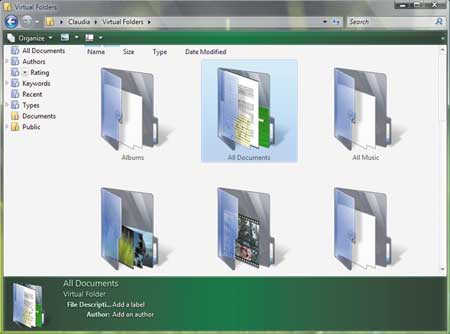 Virtual Folders
Claudia
Virtual Folders
Search
Organize
All Documents
Authors
Rating
Keywords
Recent
Types
Documents
Public
Name Size Type Date Modified
Albums All Documents All Music
All Documents
Virtual Folder
File Descripti... Add a label
Author: Add an author